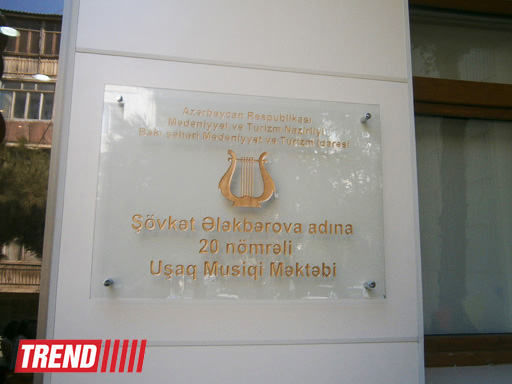 Azərbaycan Respublikası
Mədəniyyət və Turizm Nazirliyi
Bakı şəhəri Mədəniyyət və Turizm İdarəsi
Şövkət Ələkbərova adına
20 nömrəli
Uşaq Musiqi Məktəbi
TREND